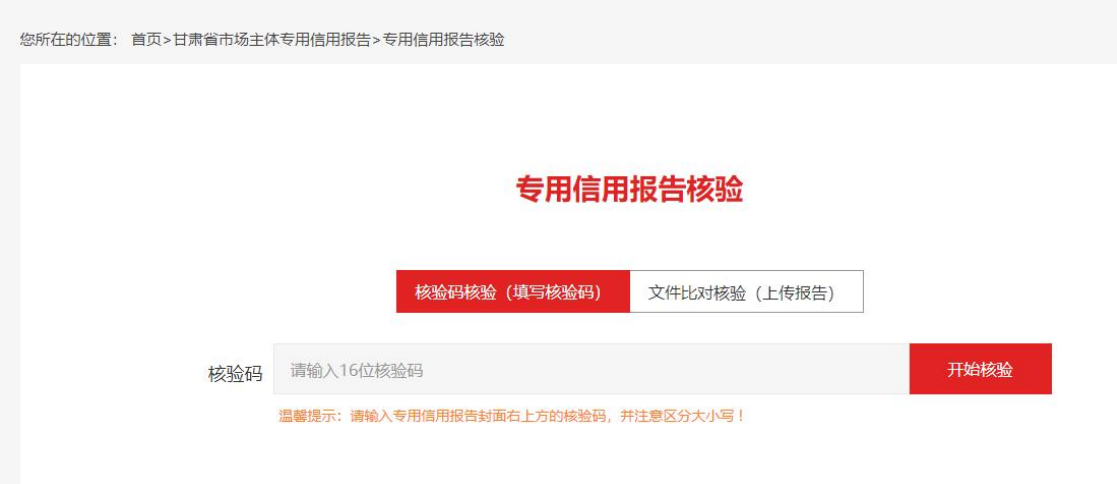 您所在的位置： 首页>甘肃省市场主体专用信用报告>专用信用报告核验
专用信用报告核验
核验码核验（填写核验码） 文件比对核验（上传报告）
核验码 请输入16位核验码 开始核验
温馨提示：请输入专用信用报告封面右上方的核验码，并注意区分大小写！